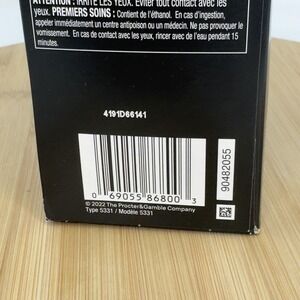 ATTENTION : IRRITE LES YEUX. Éviter tout contact avec les
yeux. PREMIERS SOINS : Contient de l'éthanol. En cas d'ingestion,
appeler immédiatement un centre antipoison ou un médecin. Ne pas provoquer le
vomissement. En cas de contact avec les yeux, rincer avec de l'eau pendant 15
minutes.
4191D66141
0 69055 86800 3
90482055
© 2022 The Procter&Gamble Company
Type 5331 / Modèle 5331